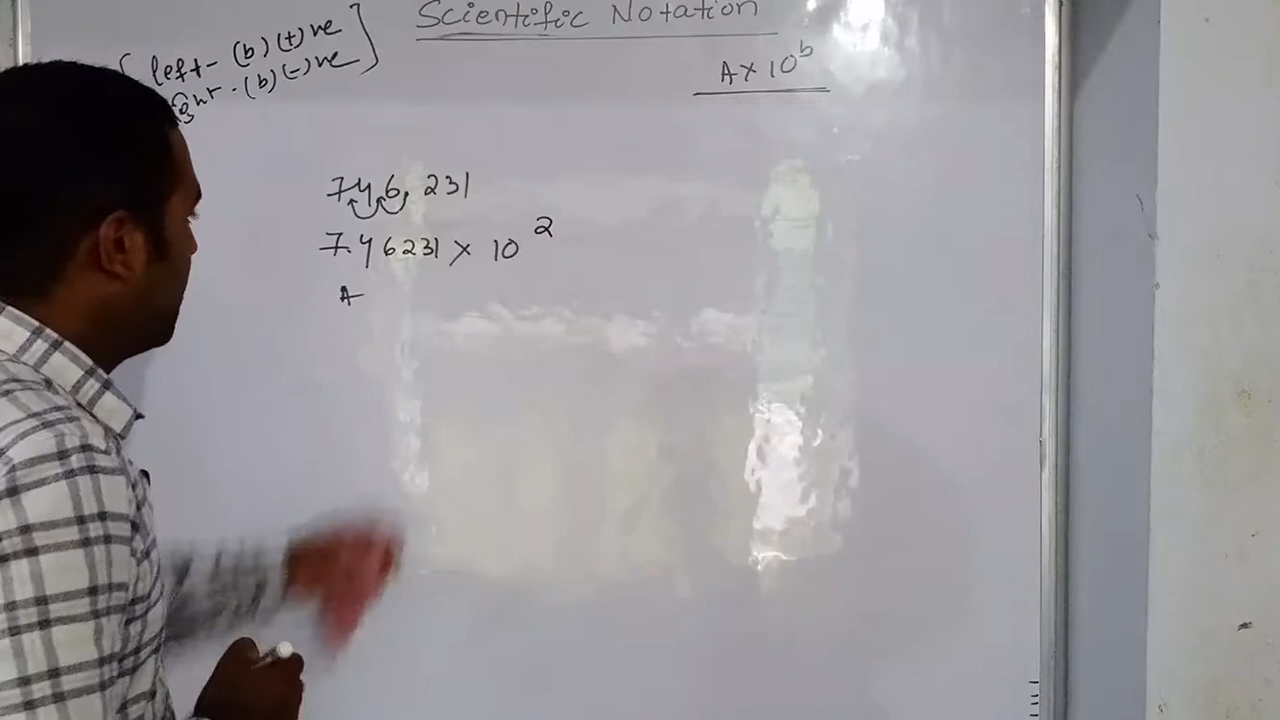 Scientific Notation
[ left - (b) (+) ve
right - (b) (-) ve ]
A × 10^b
746.231
7.46231 × 10^2
A